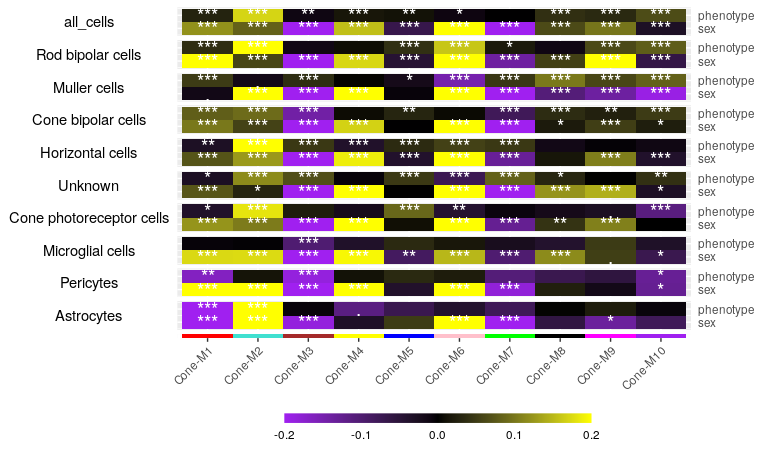 all_cells
phenotype
sex
Rod bipolar cells
phenotype
sex
Muller cells
phenotype
sex
Cone bipolar cells
phenotype
sex
Horizontal cells
phenotype
sex
Unknown
phenotype
sex
Cone photoreceptor cells
phenotype
sex
Microglial cells
phenotype
sex
Pericytes
phenotype
sex
Astrocytes
phenotype
sex
Cone-M1 Cone-M2 Cone-M3 Cone-M4 Cone-M5 Cone-M6 Cone-M7 Cone-M8 Cone-M9 Cone-M10
-0.2 -0.1 0.0 0.1 0.2